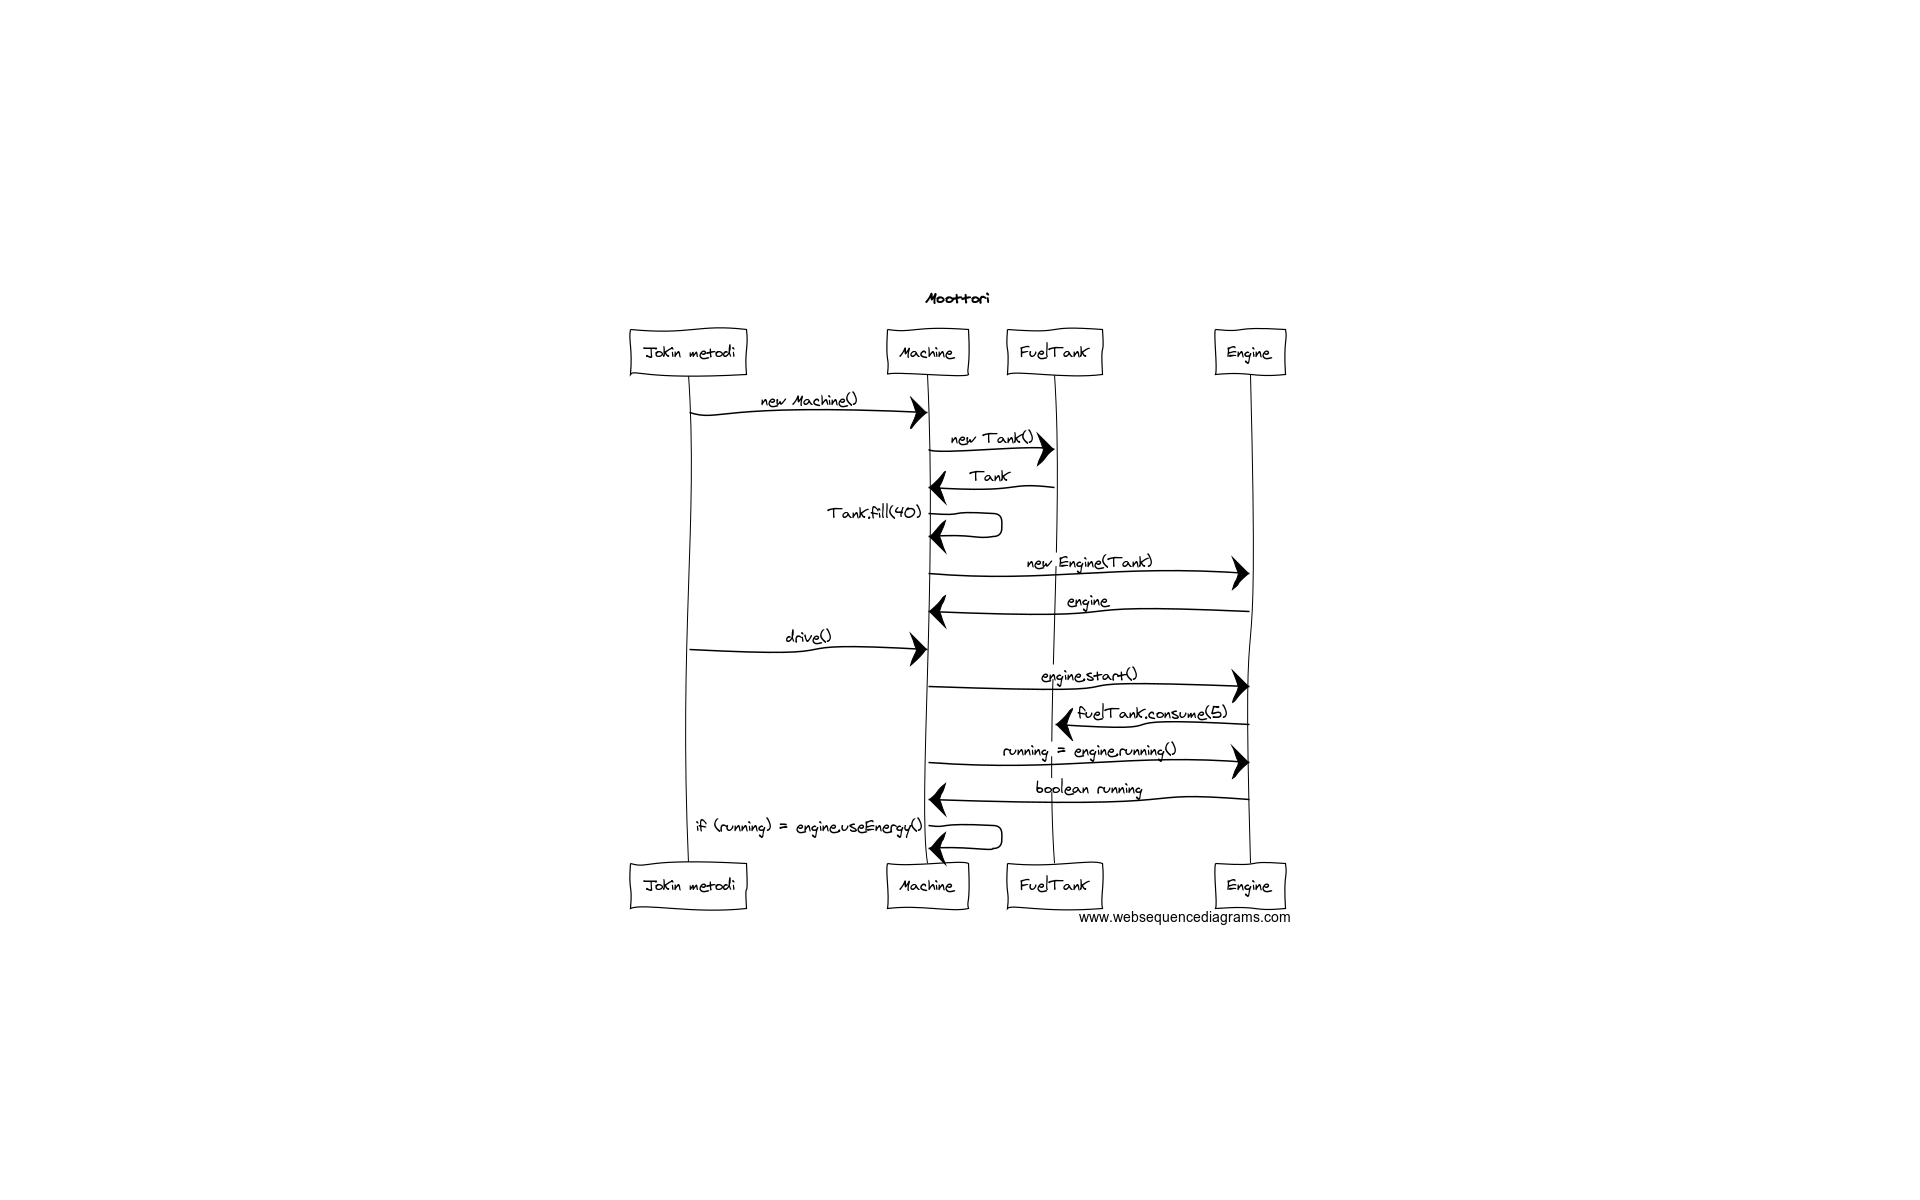 Moottori
Jokin metodi
Machine
FuelTank
Engine
new Machine()
new Tank()
Tank
Tank.fill(40)
new Engine(Tank)
engine
drive()
engine.start()
fuelTank.consume(5)
running = engine.running()
boolean running
if (running) = engine.useEnergy()
Jokin metodi
Machine
FuelTank
Engine
www.websequencediagrams.com